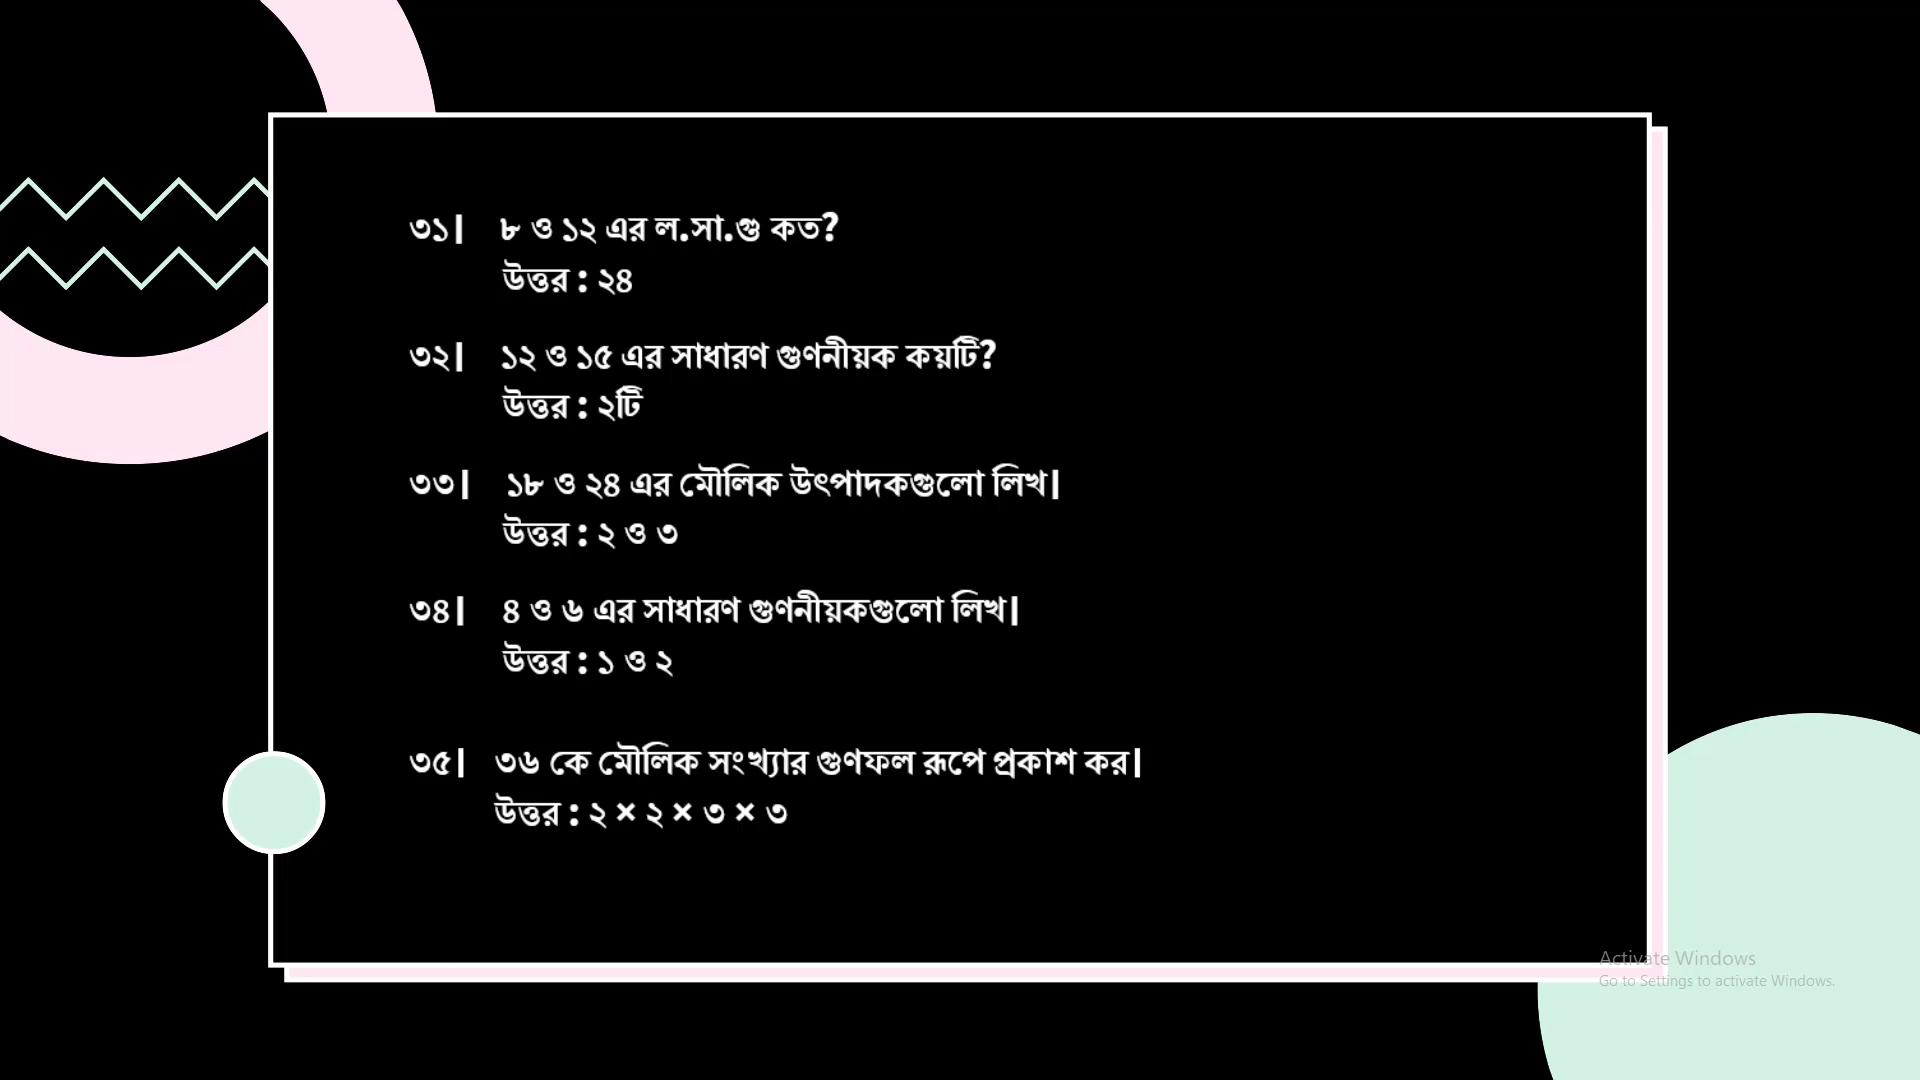 ৩১| ৮ ও ১২ এর ল.সা.গু কত?
উত্তর : ২৪
৩২| ১২ ও ১৫ এর সাধারণ গুণনীয়ক কয়টি?
উত্তর : ২টি
৩৩| ১৮ ও ২৪ এর মৌলিক উৎপাদকগুলো লিখ|
উত্তর : ২ ও ৩
৩৪| ৪ ও ৬ এর সাধারণ গুণনীয়কগুলো লিখ|
উত্তর : ১ ও ২
৩৫| ৩৬ কে মৌলিক সংখ্যার গুণফল রূপে প্রকাশ কর|
উত্তর : ২ × ২ × ৩ × ৩
Activate Windows
Go to Settings to activate Windows.